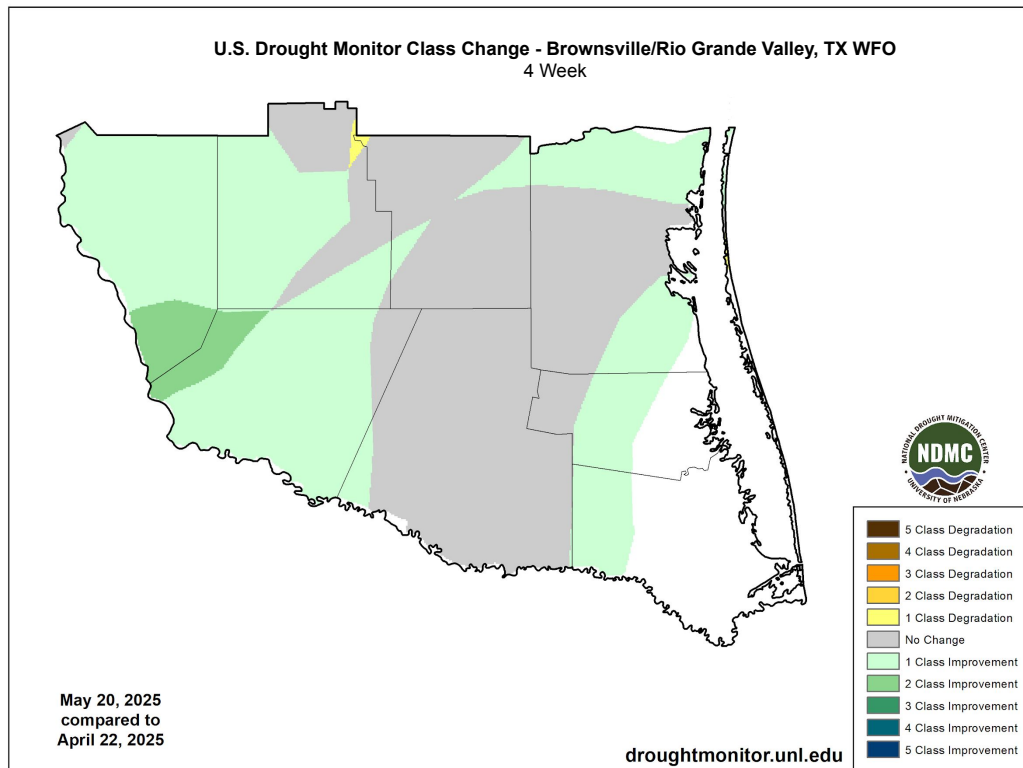 U.S. Drought Monitor Class Change - Brownsville/Rio Grande Valley, TX WFO
4 Week
NATIONAL DROUGHT MITIGATION CENTER
NDMC
UNIVERSITY OF NEBRASKA
5 Class Degradation
4 Class Degradation
3 Class Degradation
2 Class Degradation
1 Class Degradation
No Change
1 Class Improvement
2 Class Improvement
3 Class Improvement
4 Class Improvement
5 Class Improvement
May 20, 2025
compared to
April 22, 2025
droughtmonitor.unl.edu